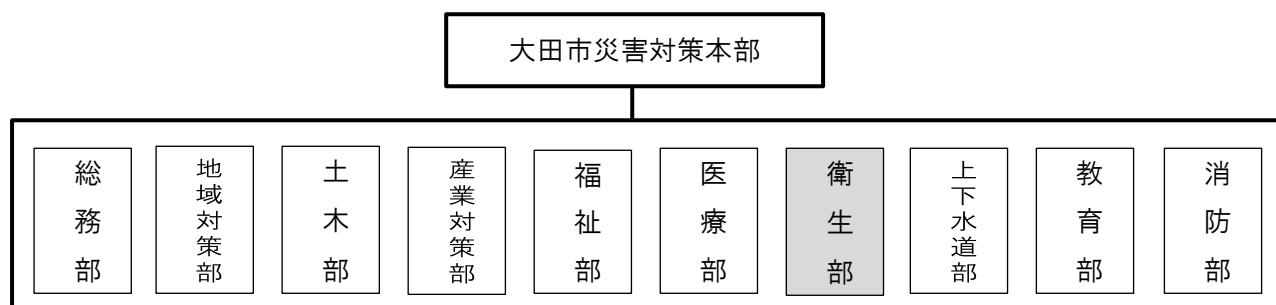 大田市災害対策本部
総務部
地域対策部
土木部
産業対策部
福祉部
医療部
衛生部
上下水道部
教育部
消防部